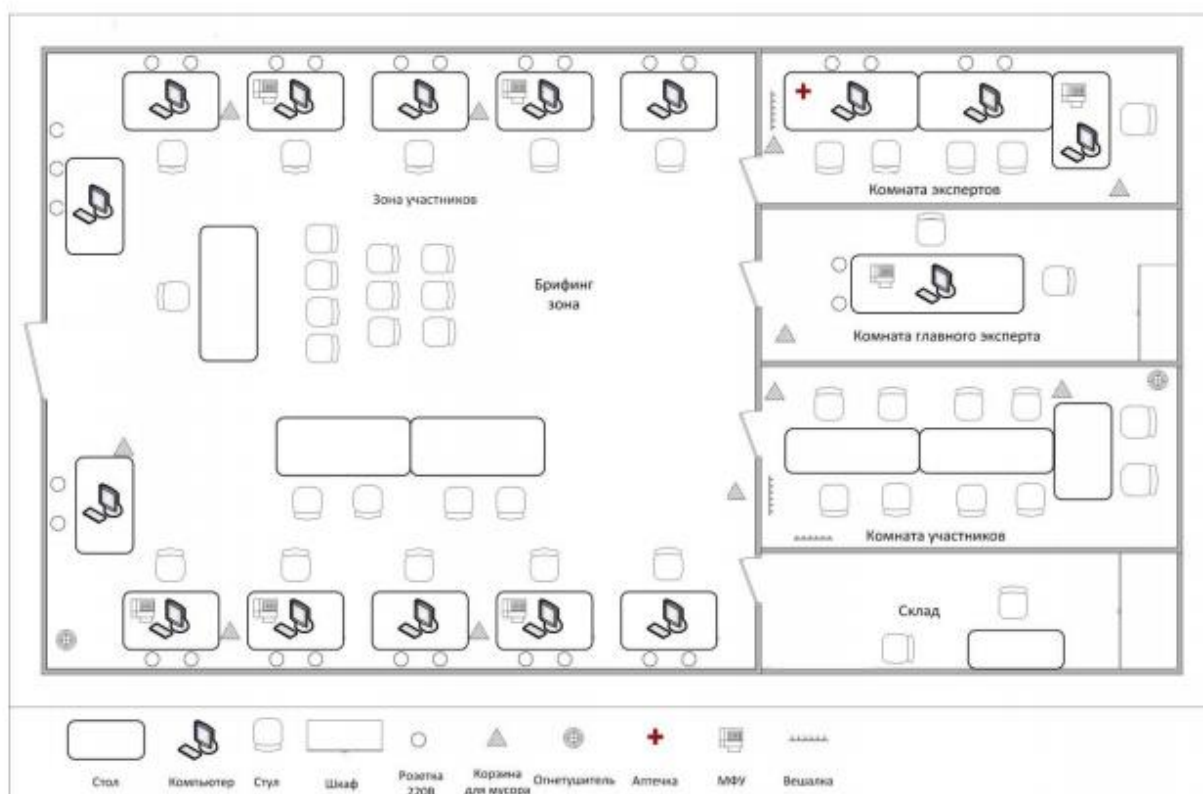 Зона участников
Брифинг
зона
Комната экспертов
Комната главного эксперта
Комната участников
Склад
Стол
Компьютер
Стул
Шкаф
Розетка
220В
Корзина
для мусора
Огнетушитель
Аптечка
МФУ
Вешалка